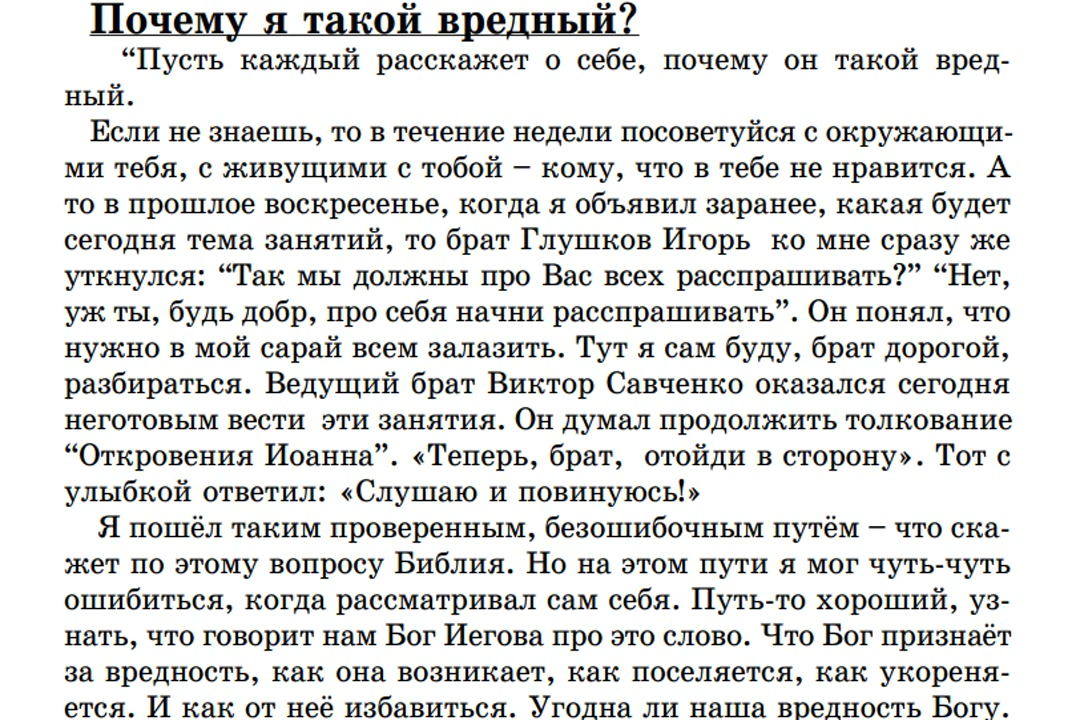 Почему я такой вредный?
“Пусть каждый расскажет о себе, почему он такой вред-
ный.
Если не знаешь, то в течение недели посоветуйся с окружающи-
ми тебя, с живущими с тобой – кому, что в тебе не нравится. А
то в прошлое воскресенье, когда я объявил заранее, какая будет
сегодня тема занятий, то брат Глушков Игорь ко мне сразу же
уткнулся: “Так мы должны про Вас всех расспрашивать?” “Нет,
уж ты, будь добр, про себя начни расспрашивать”. Он понял, что
нужно в мой сарай всем залазить. Тут я сам буду, брат дорогой,
разбираться. Ведущий брат Виктор Савченко оказался сегодня
неготовым вести эти занятия. Он думал продолжить толкование
“Откровения Иоанна”. «Теперь, брат, отойди в сторону». Тот с
улыбкой ответил: «Слушаю и повинуюсь!»
Я пошёл таким проверенным, безошибочным путём – что ска-
жет по этому вопросу Библия. Но на этом пути я мог чуть-чуть
ошибиться, когда рассматривал сам себя. Путь-то хороший, уз-
нать, что говорит нам Бог Иегова про это слово. Что Бог признаёт
за вредность, как она возникает, как поселяется, как укореня-
ется. И как от неё избавиться. Угодна ли наша вредность Богу.